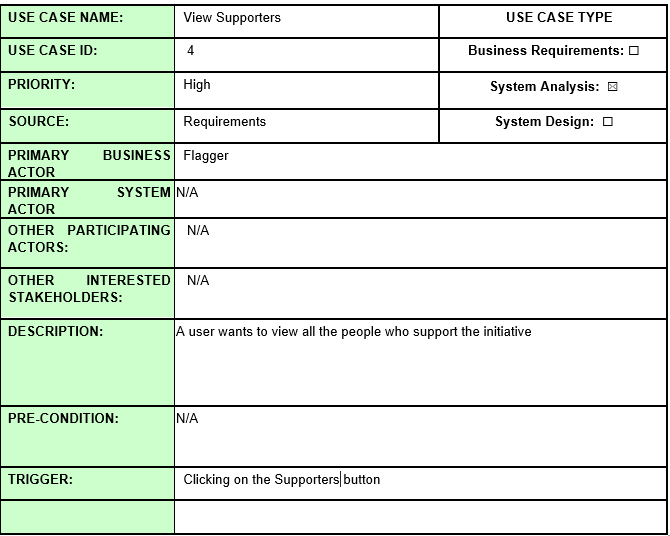 USE CASE NAME: View Supporters USE CASE TYPE
USE CASE ID: 4 Business Requirements: ☐
PRIORITY: High System Analysis: ☒
SOURCE: Requirements System Design: ☐
PRIMARY BUSINESS ACTOR Flagger
PRIMARY SYSTEM ACTOR N/A
OTHER PARTICIPATING ACTORS: N/A
OTHER INTERESTED STAKEHOLDERS: N/A
DESCRIPTION: A user wants to view all the people who support the initiative
PRE-CONDITION: N/A
TRIGGER: Clicking on the Supporters button